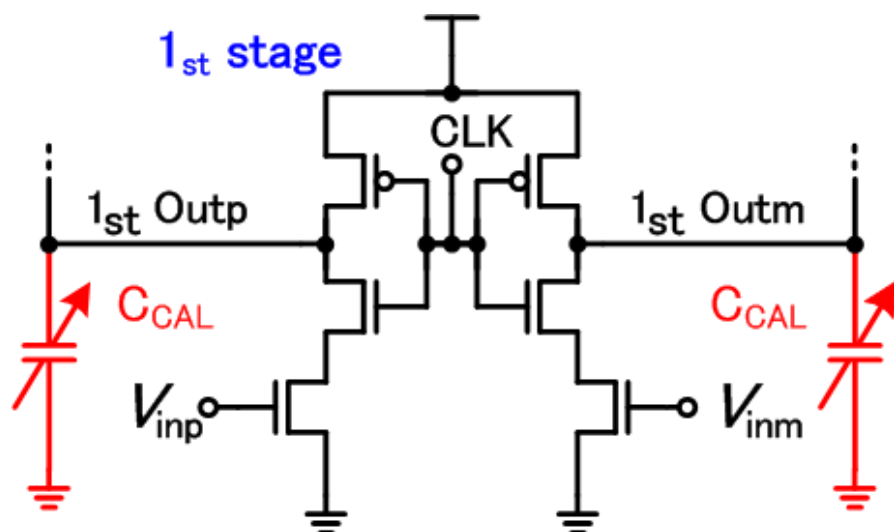 1st stage
CLK
1st Outp
1st Outm
CCAL
CCAL
Vinp
Vinm